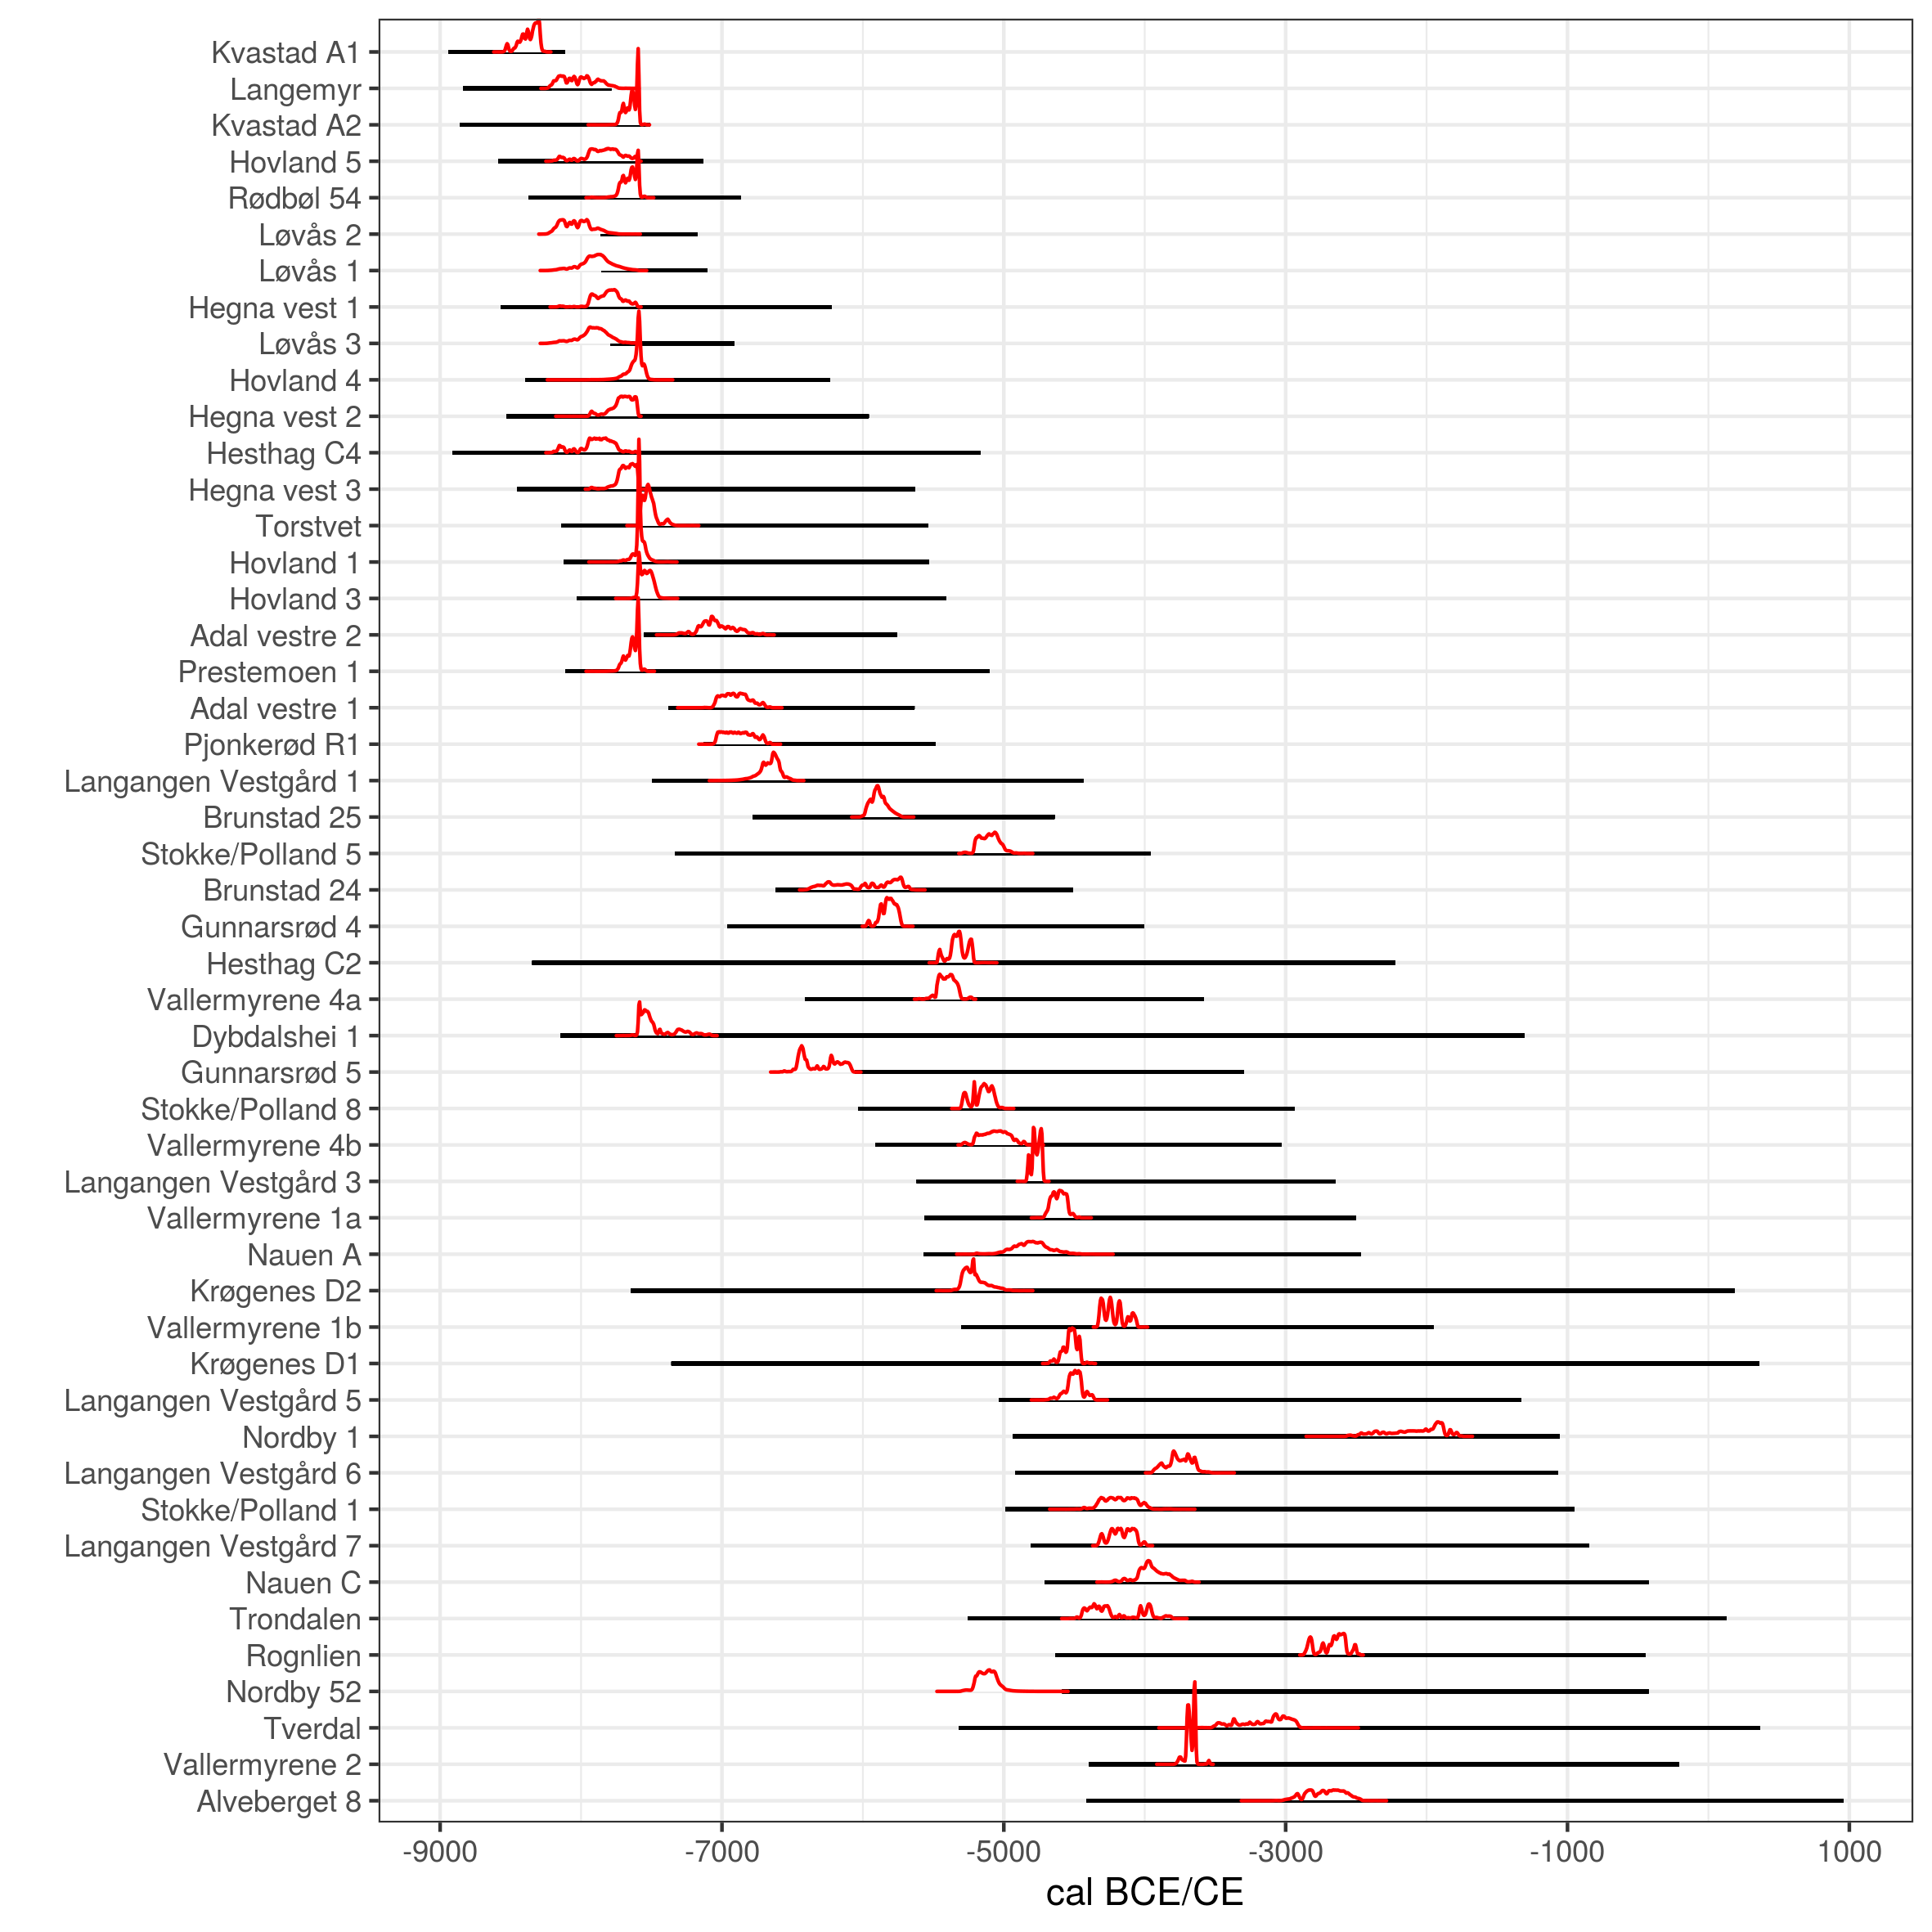 Kvastad A1
Langemyr
Kvastad A2
Hovland 5
Rødbøl 54
Løvås 2
Løvås 1
Hegna vest 1
Løvås 3
Hovland 4
Hegna vest 2
Hesthag C4
Hegna vest 3
Torstvet
Hovland 1
Hovland 3
Adal vestre 2
Prestemoen 1
Adal vestre 1
Pjonkerød R1
Langangen Vestgård 1
Brunstad 25
Stokke/Polland 5
Brunstad 24
Gunnarsrød 4
Hesthag C2
Vallermyrene 4a
Dybdalshei 1
Gunnarsrød 5
Stokke/Polland 8
Vallermyrene 4b
Langangen Vestgård 3
Vallermyrene 1a
Nauen A
Krøgenes D2
Vallermyrene 1b
Krøgenes D1
Langangen Vestgård 5
Nordby 1
Langangen Vestgård 6
Stokke/Polland 1
Langangen Vestgård 7
Nauen C
Trondalen
Rognlien
Nordby 52
Tverdal
Vallermyrene 2
Alveberget 8
-9000 -7000 -5000 -3000 -1000 1000
cal BCE/CE